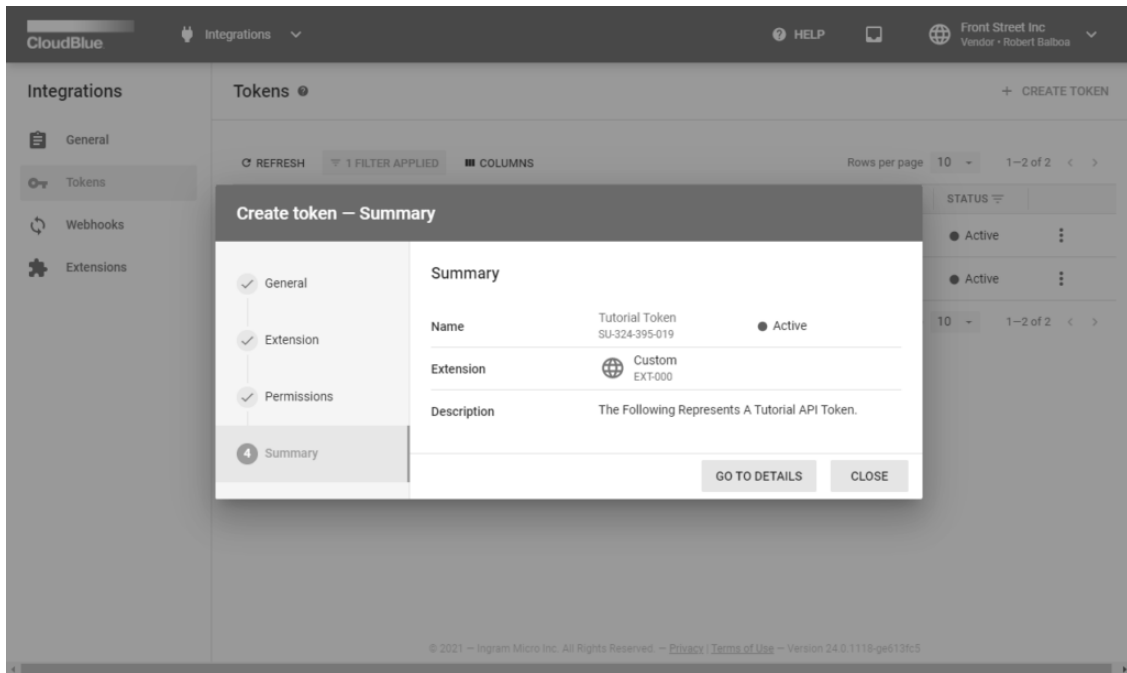 CloudBlue
Integrations
HELP
Front Street Inc
Vendor • Robert Balboa
Integrations
General
Tokens
Webhooks
Extensions
Tokens
+ CREATE TOKEN
REFRESH
1 FILTER APPLIED
COLUMNS
Rows per page 10
1–2 of 2
STATUS
Active
Active
10
1–2 of 2
Create token — Summary
General
Extension
Permissions
4 Summary
Summary
Name
Tutorial Token
SU-324-395-019
Active
Extension
Custom
EXT-000
Description
The Following Represents A Tutorial API Token.
GO TO DETAILS
CLOSE
© 2021 — Ingram Micro Inc. All Rights Reserved. — Privacy | Terms of Use — Version 24.0.1118-ge613fc5